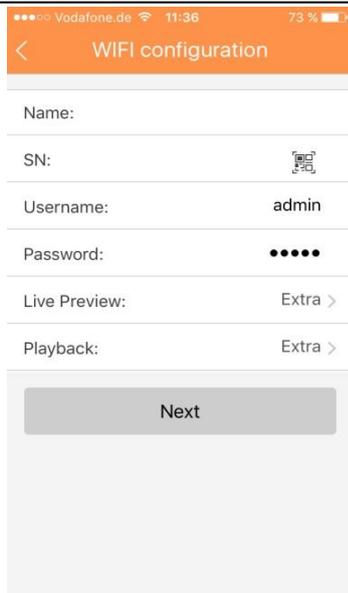 Vodafone.de 11:36 73 %
WIFI configuration
Name:
SN:
Username: admin
Password: •••••
Live Preview: Extra
Playback: Extra
Next